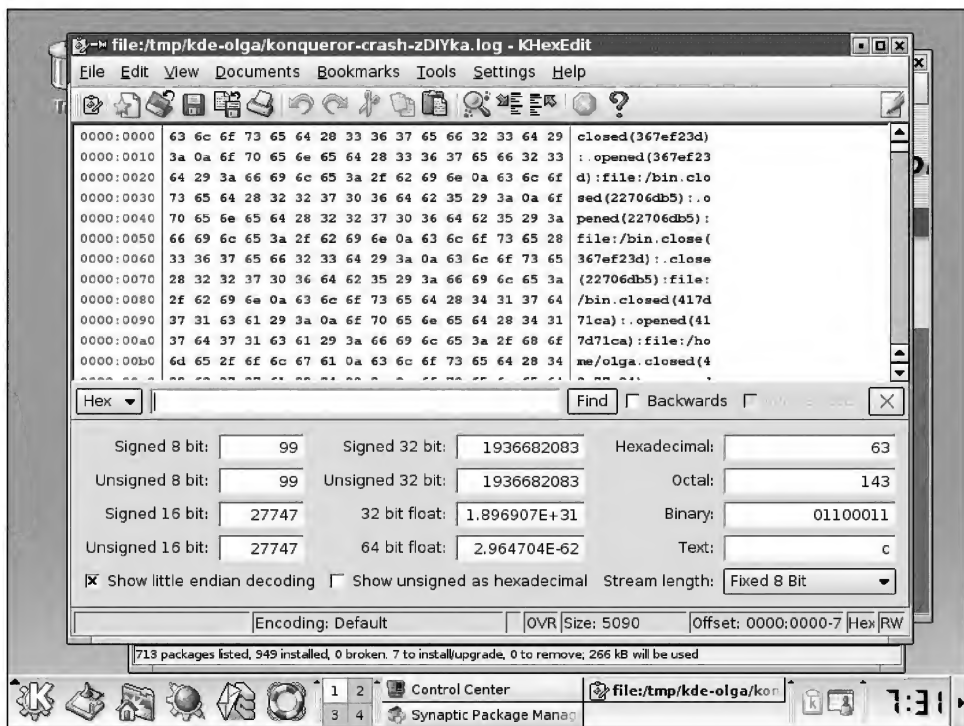 file:/tmp/kde-olga/konqueror-crash-zDIYka.log - KHexEdit
File Edit View Documents Bookmarks Tools Settings Help
0000:0000 63 6c 6f 73 65 64 28 33 36 37 65 66 32 33 64 29 closed(367ef23d)
0000:0010 3a 0a 6f 70 65 6e 65 64 28 33 36 37 65 66 32 33 :.opened(367ef23
0000:0020 64 29 3a 66 69 6c 65 3a 2f 62 69 6e 0a 63 6c 6f d):file:/bin.clo
0000:0030 73 65 64 28 32 32 37 30 36 64 62 35 29 3a 0a 6f sed(22706db5):.o
0000:0040 70 65 6e 65 64 28 32 32 37 30 36 64 62 35 29 3a pened(22706db5):
0000:0050 66 69 6c 65 3a 2f 62 69 6e 0a 63 6c 6f 73 65 28 file:/bin.close(
0000:0060 33 36 37 65 66 32 33 64 29 3a 0a 63 6c 6f 73 65 367ef23d):.close
0000:0070 28 32 32 37 30 36 64 62 35 29 3a 66 69 6c 65 3a (22706db5):file:
0000:0080 2f 62 69 6e 0a 63 6c 6f 73 65 64 28 34 31 37 64 /bin.closed(417d
0000:0090 37 31 63 61 29 3a 0a 6f 70 65 6e 65 64 28 34 31 71ca):.opened(41
0000:00a0 37 64 37 31 63 61 29 3a 66 69 6c 65 3a 2f 68 6f 7d71ca):file:/ho
0000:00b0 6d 65 2f 6f 6c 67 61 0a 63 6c 6f 73 65 64 28 34 me/olga.closed(4
Hex Find Backwards
Signed 8 bit: 99 Signed 32 bit: 1936682083 Hexadecimal: 63
Unsigned 8 bit: 99 Unsigned 32 bit: 1936682083 Octal: 143
Signed 16 bit: 27747 32 bit float: 1.896907E+31 Binary: 01100011
Unsigned 16 bit: 27747 64 bit float: 2.964704E-62 Text: c
Show little endian decoding Show unsigned as hexadecimal Stream length: Fixed 8 Bit
Encoding: Default OVR Size: 5090 Offset: 0000:0000-7 Hex RW
713 packages listed, 949 installed, 0 broken. 7 to install/upgrade, 0 to remove; 266 kB will be used
1 2 Control Center file:/tmp/kde-olga/kon 7:31
3 4 Synaptic Package Manag